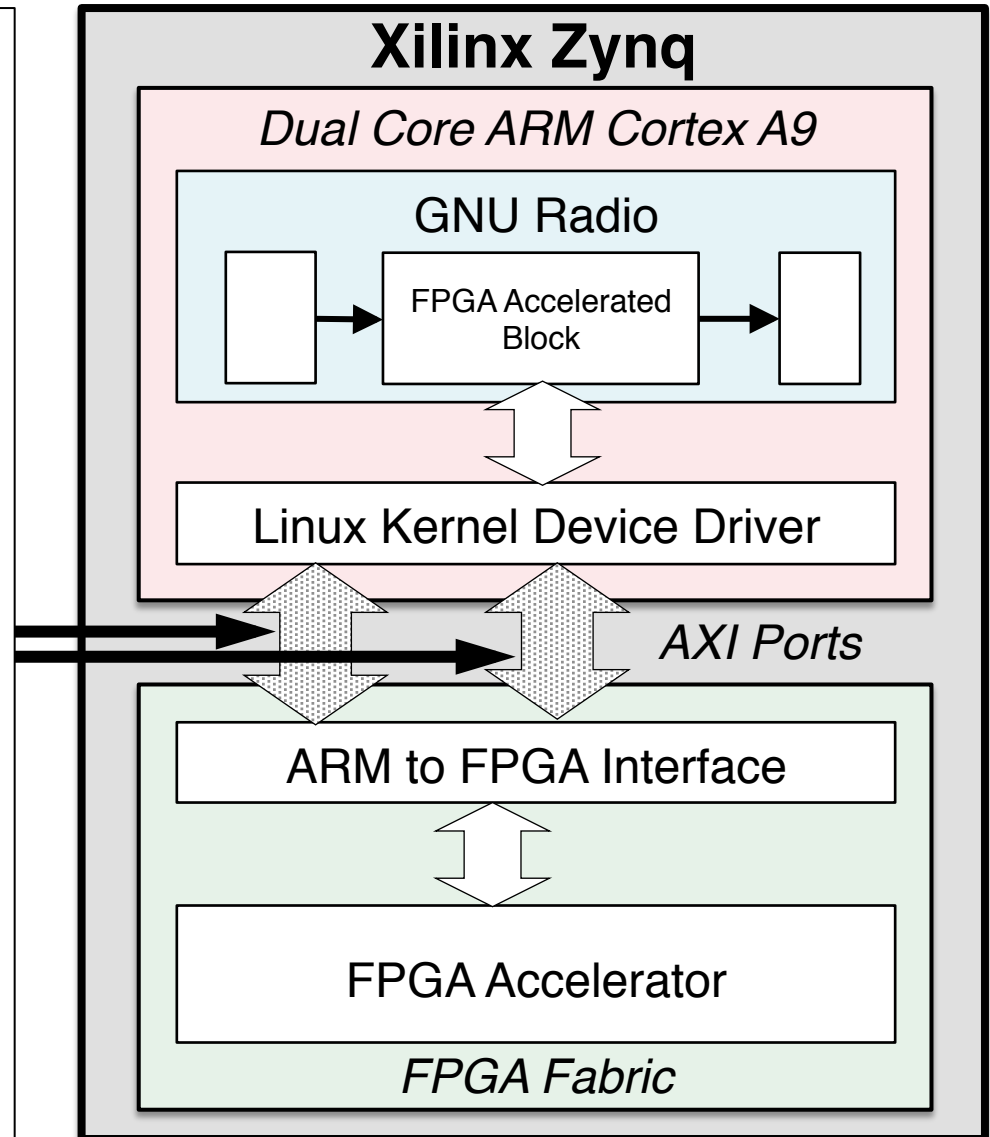 Xilinx Zynq
Dual Core ARM Cortex A9
GNU Radio
FPGA Accelerated
Block
Linux Kernel Device Driver
AXI Ports
ARM to FPGA Interface
FPGA Accelerator
FPGA Fabric